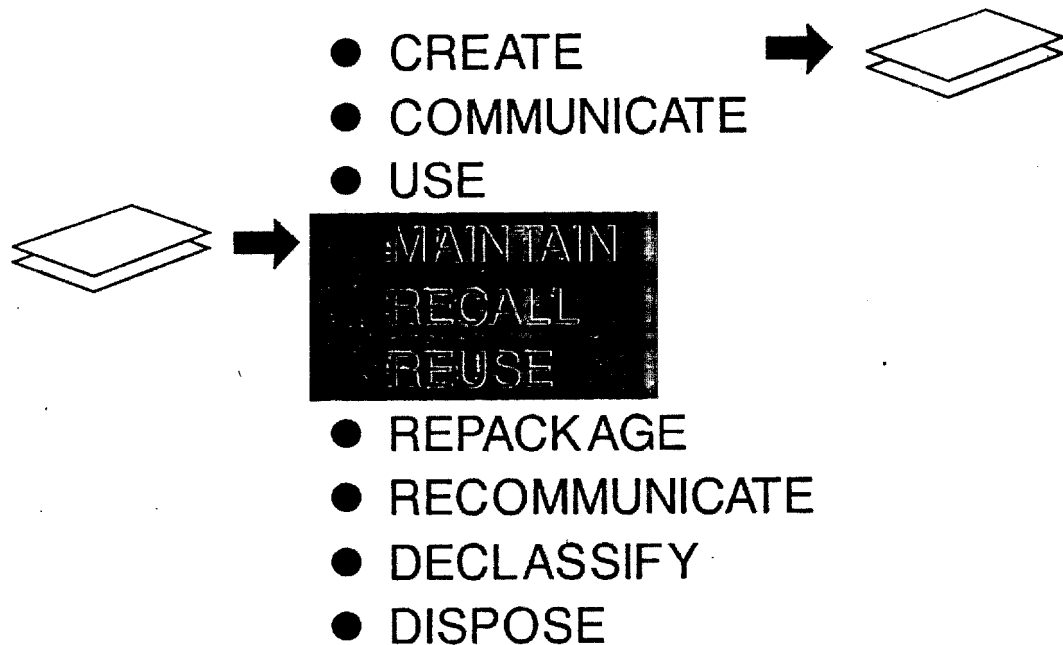 ● CREATE
● COMMUNICATE
● USE
MAINTAIN
RECALL
REUSE
● REPACKAGE
● RECOMMUNICATE
● DECLASSIFY
● DISPOSE